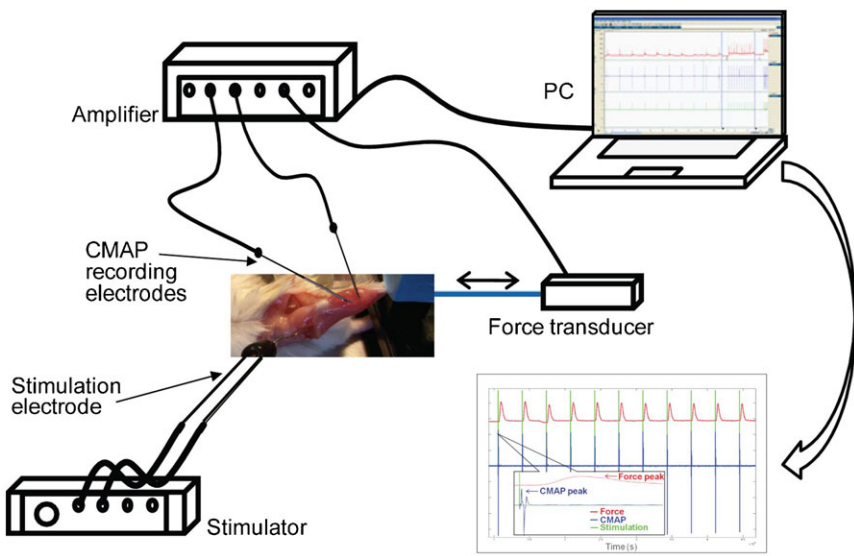 PC
Amplifier
CMAP
recording
electrodes
Force transducer
Stimulation
electrode
Force peak
CMAP peak
Force
CMAP
Stimulation
Time (s)
Stimulator